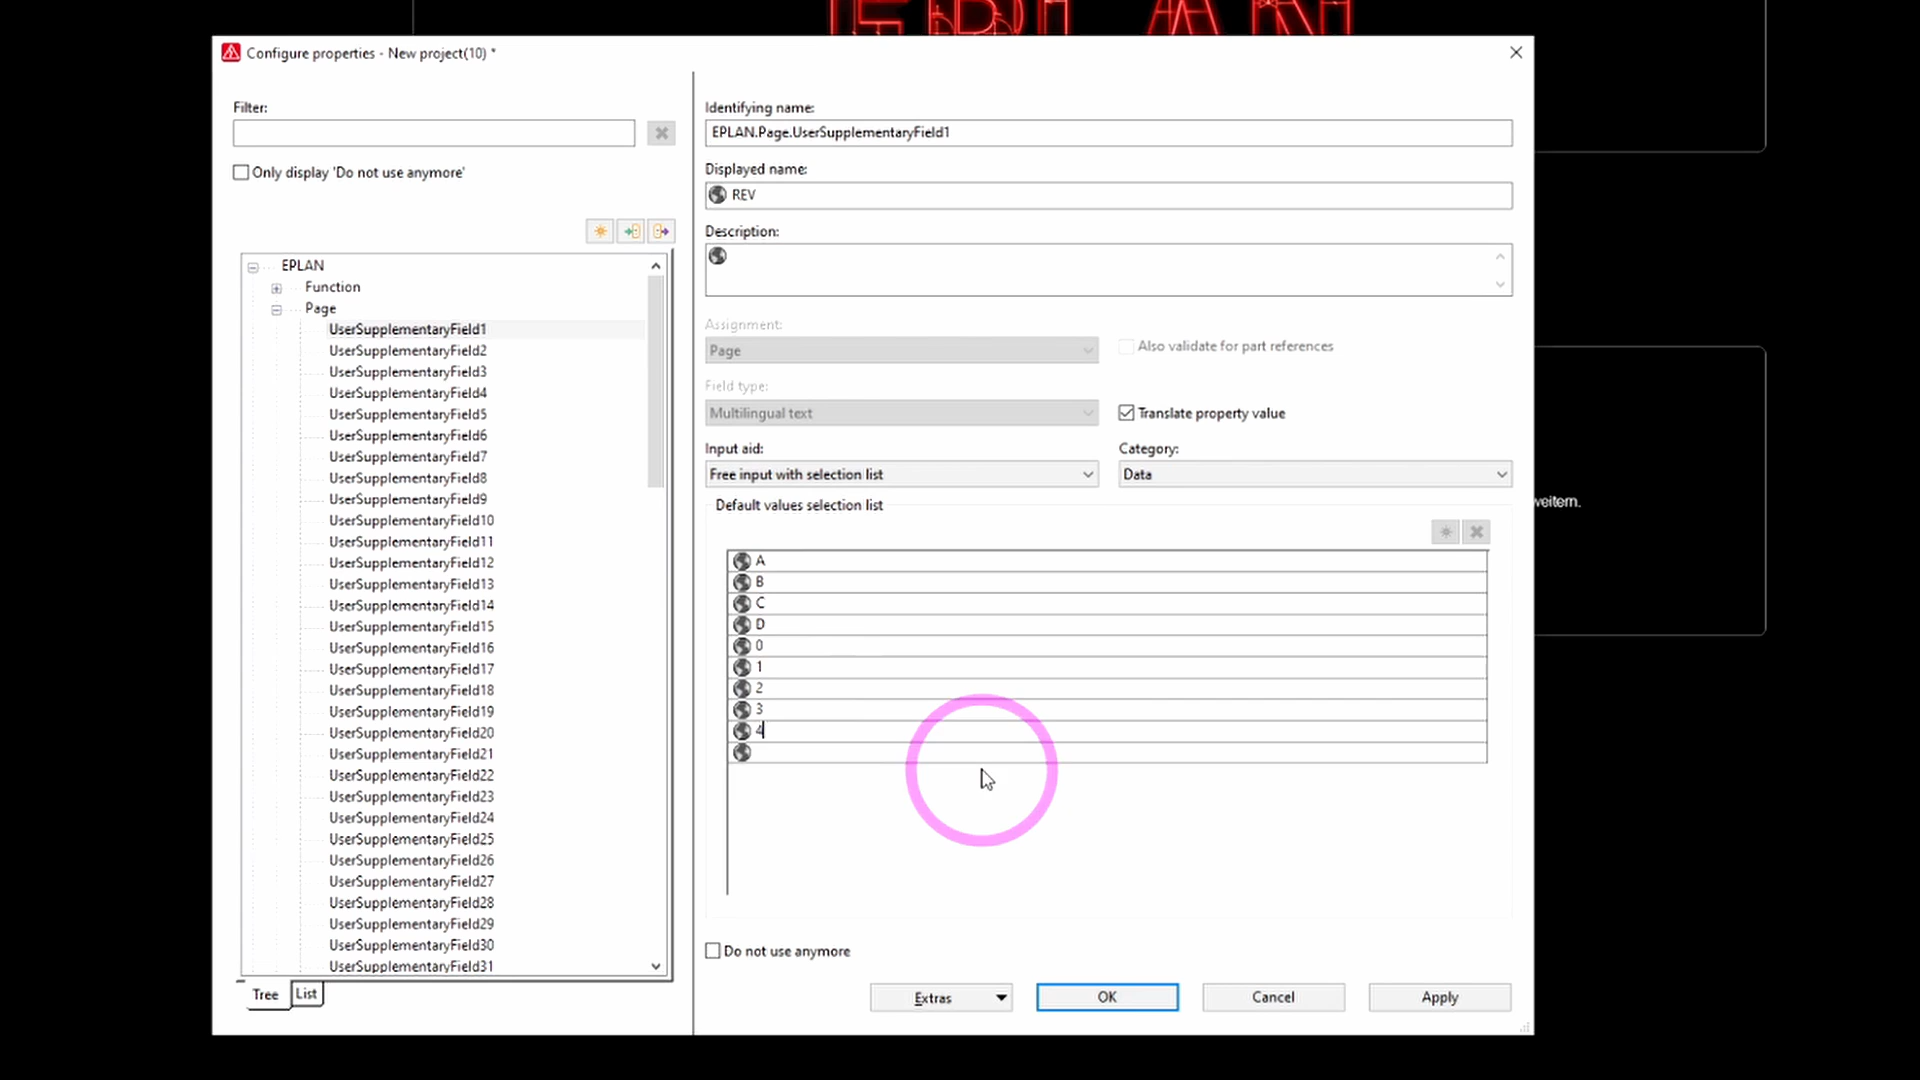 EPLAN
Configure properties - New project(10) *
Filter:
Only display 'Do not use anymore'
EPLAN
Function
Page
UserSupplementaryField1
UserSupplementaryField2
UserSupplementaryField3
UserSupplementaryField4
UserSupplementaryField5
UserSupplementaryField6
UserSupplementaryField7
UserSupplementaryField8
UserSupplementaryField9
UserSupplementaryField10
UserSupplementaryField11
UserSupplementaryField12
UserSupplementaryField13
UserSupplementaryField14
UserSupplementaryField15
UserSupplementaryField16
UserSupplementaryField17
UserSupplementaryField18
UserSupplementaryField19
UserSupplementaryField20
UserSupplementaryField21
UserSupplementaryField22
UserSupplementaryField23
UserSupplementaryField24
UserSupplementaryField25
UserSupplementaryField26
UserSupplementaryField27
UserSupplementaryField28
UserSupplementaryField29
UserSupplementaryField30
UserSupplementaryField31
Tree List
Identifying name:
EPLAN.Page.UserSupplementaryField1
Displayed name:
REV
Description:
Assignment:
Page
Also validate for part references
Field type:
Multilingual text
Translate property value
Input aid:
Category:
Free input with selection list
Data
Default values selection list
A
B
C
D
0
1
2
3
4
Do not use anymore
Extras OK Cancel Apply
weitern.